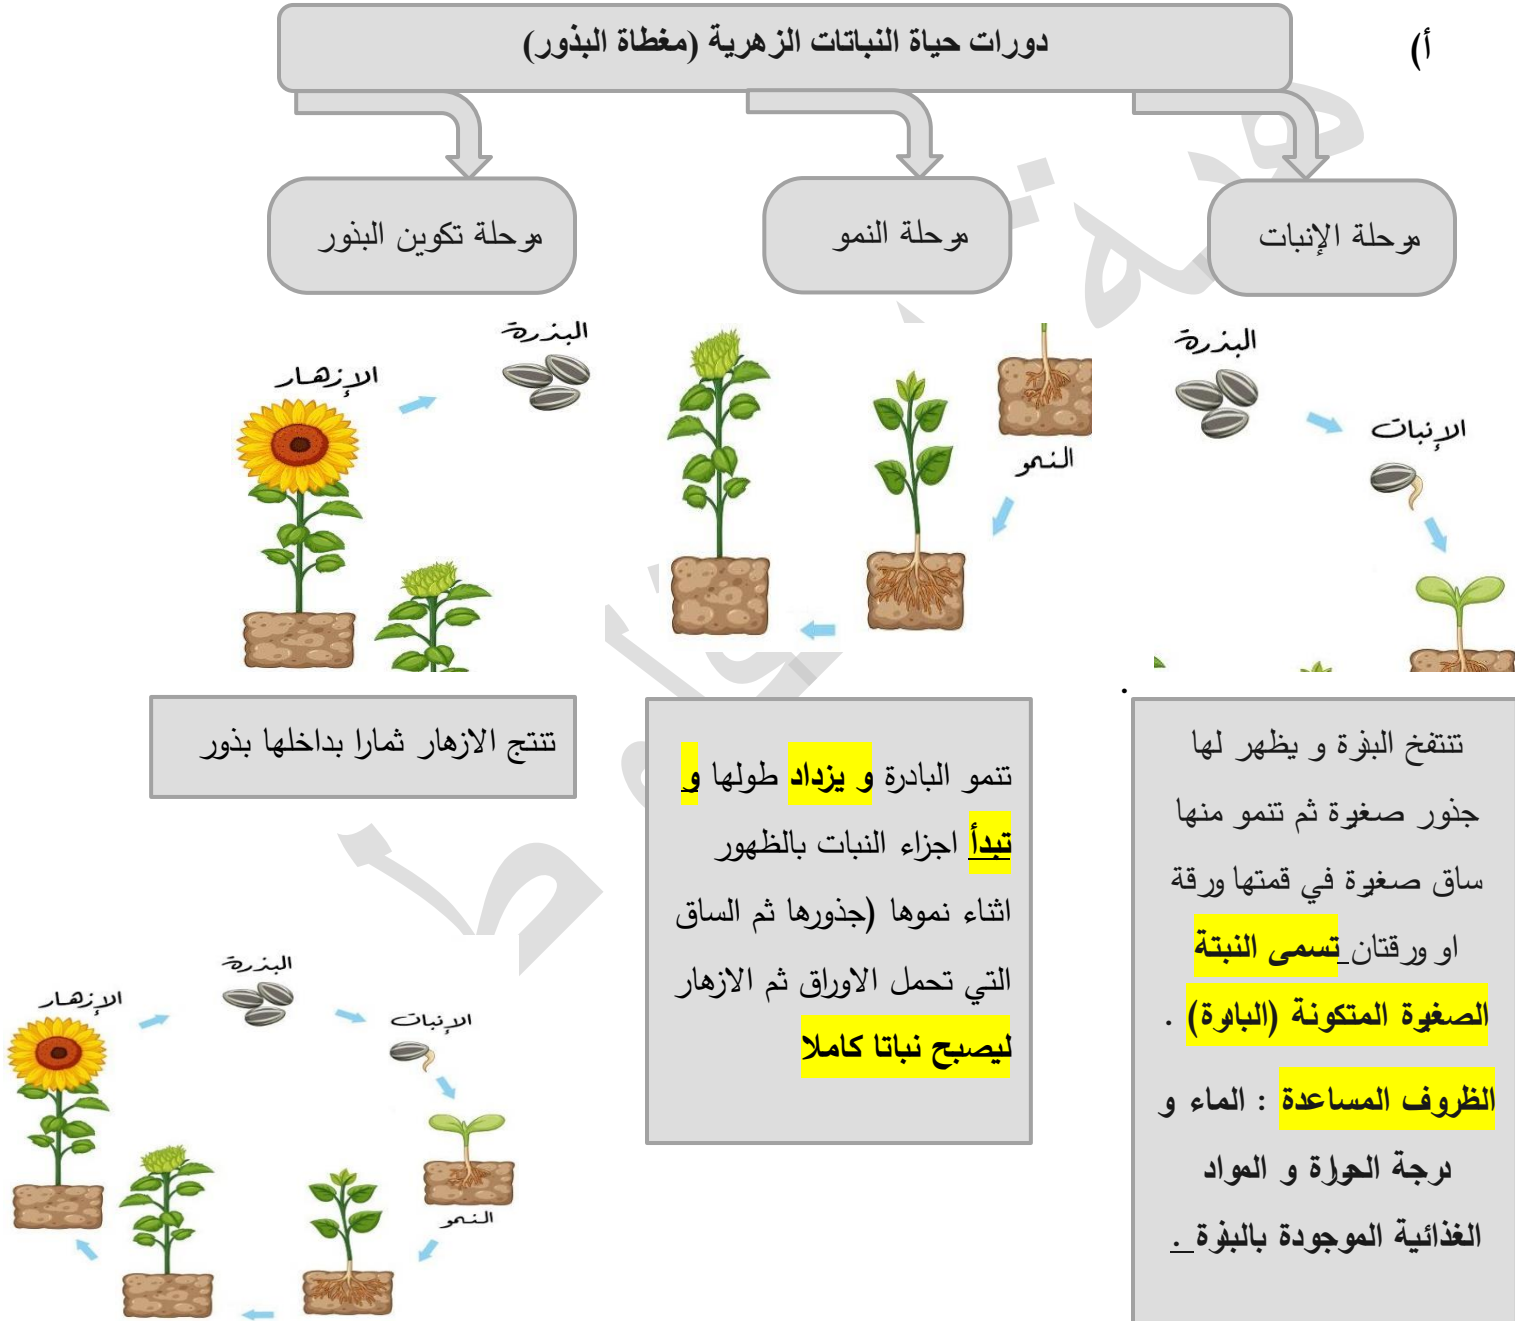 أ)
دورات حياة النباتات الزهرية (مغطاة البذور)
مرحلة الإنبات
مرحلة النمو
مرحلة تكوين البذور
البذرة
الإنبات
النمو
الإزهار
البذرة
تنتفخ البذرة و يظهر لها
جذور صغيرة ثم تنمو منها
ساق صغيرة في قمتها ورقة
او ورقتان تسمى النبتة
الصغيرة المتكونة (البادرة) .
الظروف المساعدة : الماء و
درجة الحرارة و المواد
الغذائية الموجودة بالبذرة .
تنمو البادرة و يزداد طولها و
تبدأ اجزاء النبات بالظهور
اثناء نموها (جذورها ثم الساق
التي تحمل الاوراق ثم الازهار
ليصبح نباتا كاملا
تنتج الازهار ثمارا بداخلها بذور
البذرة
الإزهار
الإنبات
النمو